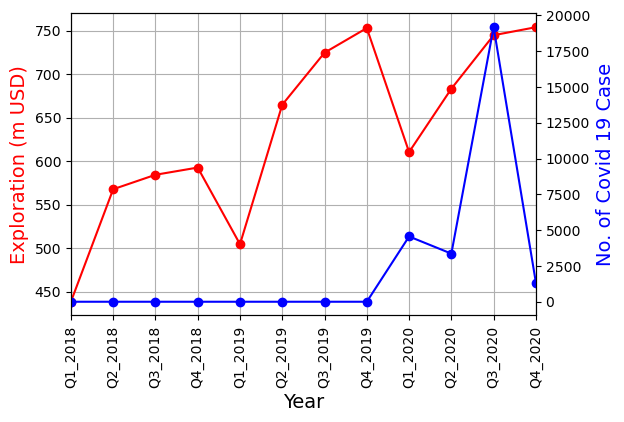 Exploration (m USD)
750
700
650
600
550
500
450
20000
17500
15000
12500
10000
7500
5000
2500
0
No. of Covid 19 Case
Q1_2018
Q2_2018
Q3_2018
Q4_2018
Q1_2019
Q2_2019
Q3_2019
Q4_2019
Q1_2020
Q2_2020
Q3_2020
Q4_2020
Year